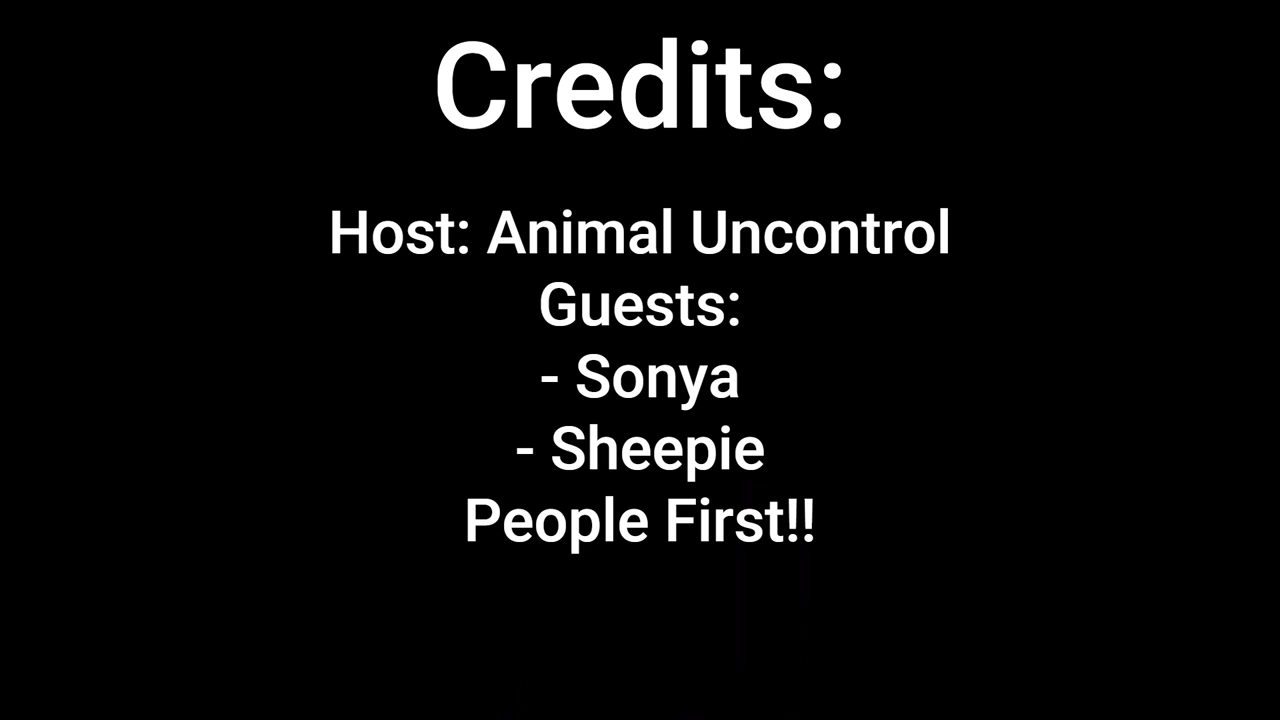 Credits:
Host: Animal Uncontrol
Guests:
- Sonya
- Sheepie
People First!!